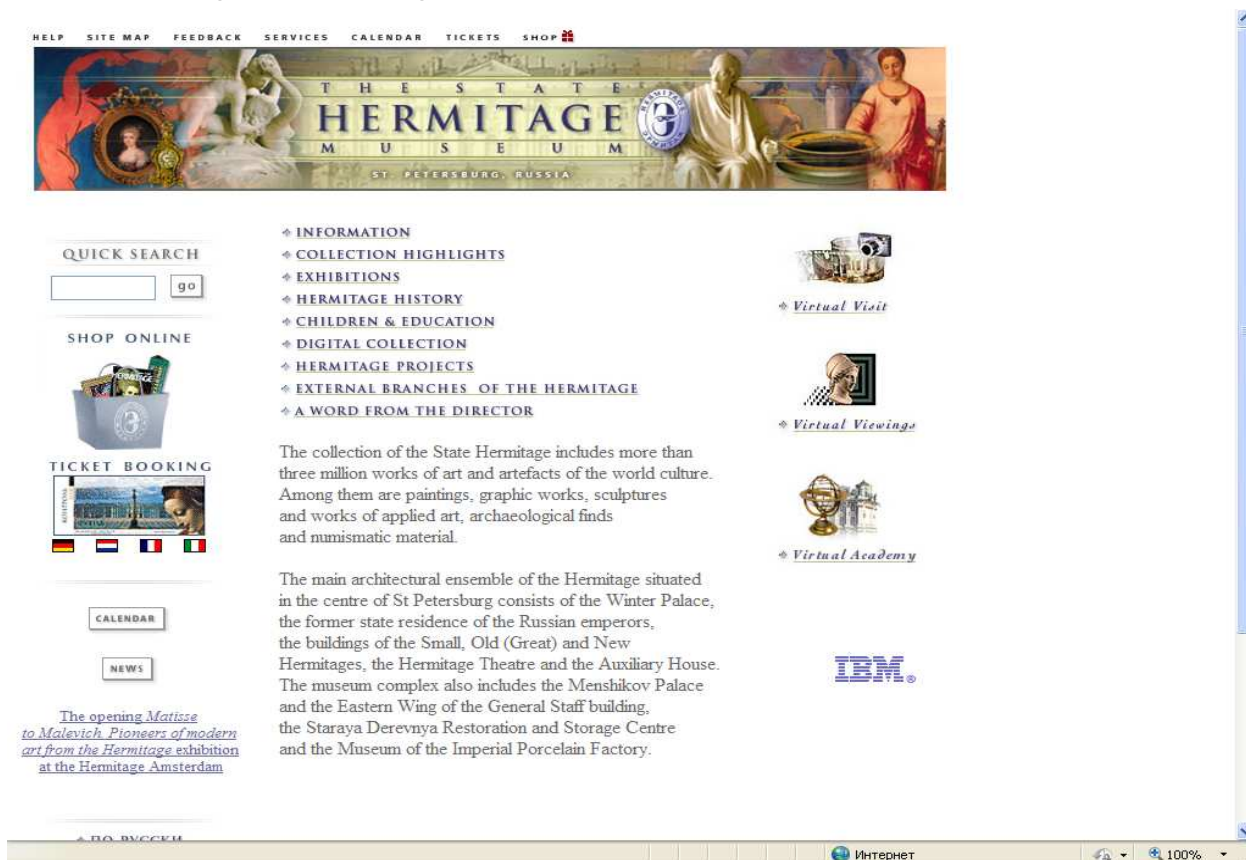 HELP SITE MAP FEEDBACK SERVICES CALENDAR TICKETS SHOP
THE STATE
HERMITAGE
MUSEUM
ST. PETERSBURG, RUSSIA
HERMITAGE
ЭРМИТАЖ
QUICK SEARCH
go
SHOP ONLINE
HERMITAGE
TICKET BOOKING
CALENDAR
NEWS
The opening Matisse
to Malevich. Pioneers of modern
art from the Hermitage exhibition
at the Hermitage Amsterdam
ПО-РУССКИ
INFORMATION
COLLECTION HIGHLIGHTS
EXHIBITIONS
HERMITAGE HISTORY
CHILDREN & EDUCATION
DIGITAL COLLECTION
HERMITAGE PROJECTS
EXTERNAL BRANCHES OF THE HERMITAGE
A WORD FROM THE DIRECTOR
The collection of the State Hermitage includes more than
three million works of art and artefacts of the world culture.
Among them are paintings, graphic works, sculptures
and works of applied art, archaeological finds
and numismatic material.
The main architectural ensemble of the Hermitage situated
in the centre of St Petersburg consists of the Winter Palace,
the former state residence of the Russian emperors,
the buildings of the Small, Old (Great) and New
Hermitages, the Hermitage Theatre and the Auxiliary House.
The museum complex also includes the Menshikov Palace
and the Eastern Wing of the General Staff building,
the Staraya Derevnya Restoration and Storage Centre
and the Museum of the Imperial Porcelain Factory.
Virtual Visit
Virtual Viewings
Virtual Academy
IBM®
Интернет
100%